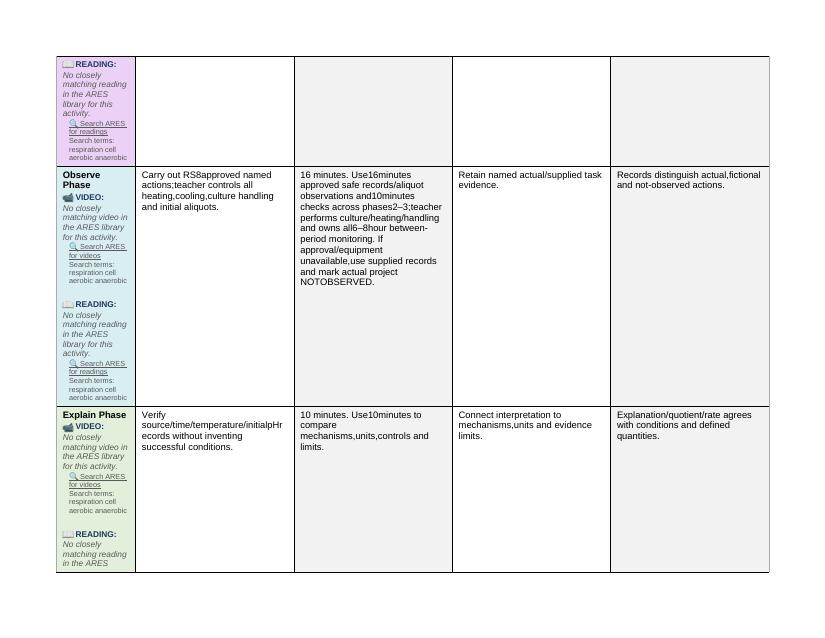 📖 READING:
No closely
matching reading
in the ARES
library for this
activity.
🔍 Search ARES
for readings
Search terms:
respiration cell
aerobic anaerobic
Observe
Phase
📹 VIDEO:
No closely
matching video in
the ARES library
for this activity.
🔍 Search ARES
for videos
Search terms:
respiration cell
aerobic anaerobic
📖 READING:
No closely
matching reading
in the ARES
library for this
activity.
🔍 Search ARES
for readings
Search terms:
respiration cell
aerobic anaerobic
Carry out RS8approved named
actions;teacher controls all
heating,cooling,culture handling
and initial aliquots.
16 minutes. Use16minutes
approved safe records/aliquot
observations and10minutes
checks across phases2–3;teacher
performs culture/heating/handling
and owns all6–8hour between-
period monitoring. If
approval/equipment
unavailable,use supplied records
and mark actual project
NOTOBSERVED.
Retain named actual/supplied task
evidence.
Records distinguish actual,fictional
and not-observed actions.
Explain Phase
📹 VIDEO:
No closely
matching video in
the ARES library
for this activity.
🔍 Search ARES
for videos
Search terms:
respiration cell
aerobic anaerobic
📖 READING:
No closely
matching reading
in the ARES
Verify
source/time/temperature/initialpHr
ecords without inventing
successful conditions.
10 minutes. Use10minutes to
compare
mechanisms,units,controls and
limits.
Connect interpretation to
mechanisms,units and evidence
limits.
Explanation/quotient/rate agrees
with conditions and defined
quantities.